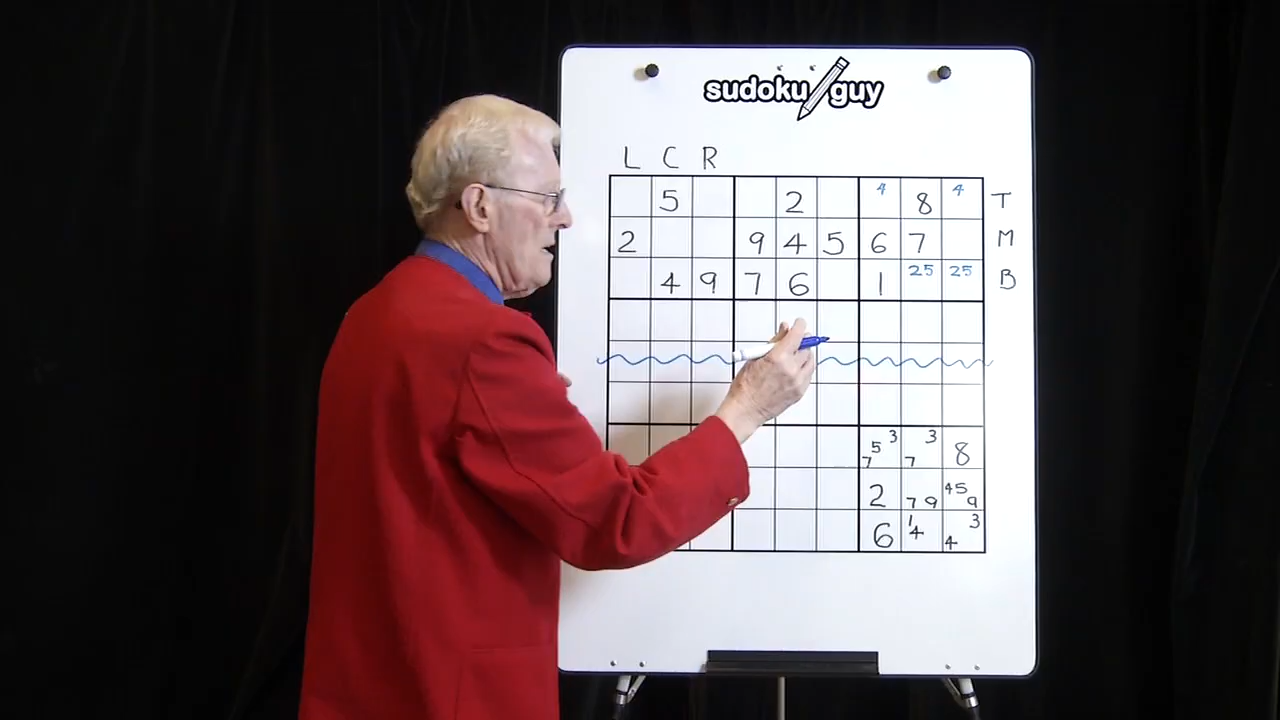 sudoku guy
L C R
5 2 4 8 4 T
2 9 4 5 6 7 M
4 9 7 6 1 25 25 B
5 3 7 3 7 8
2 7 9 45 9
6 1 4 3 4